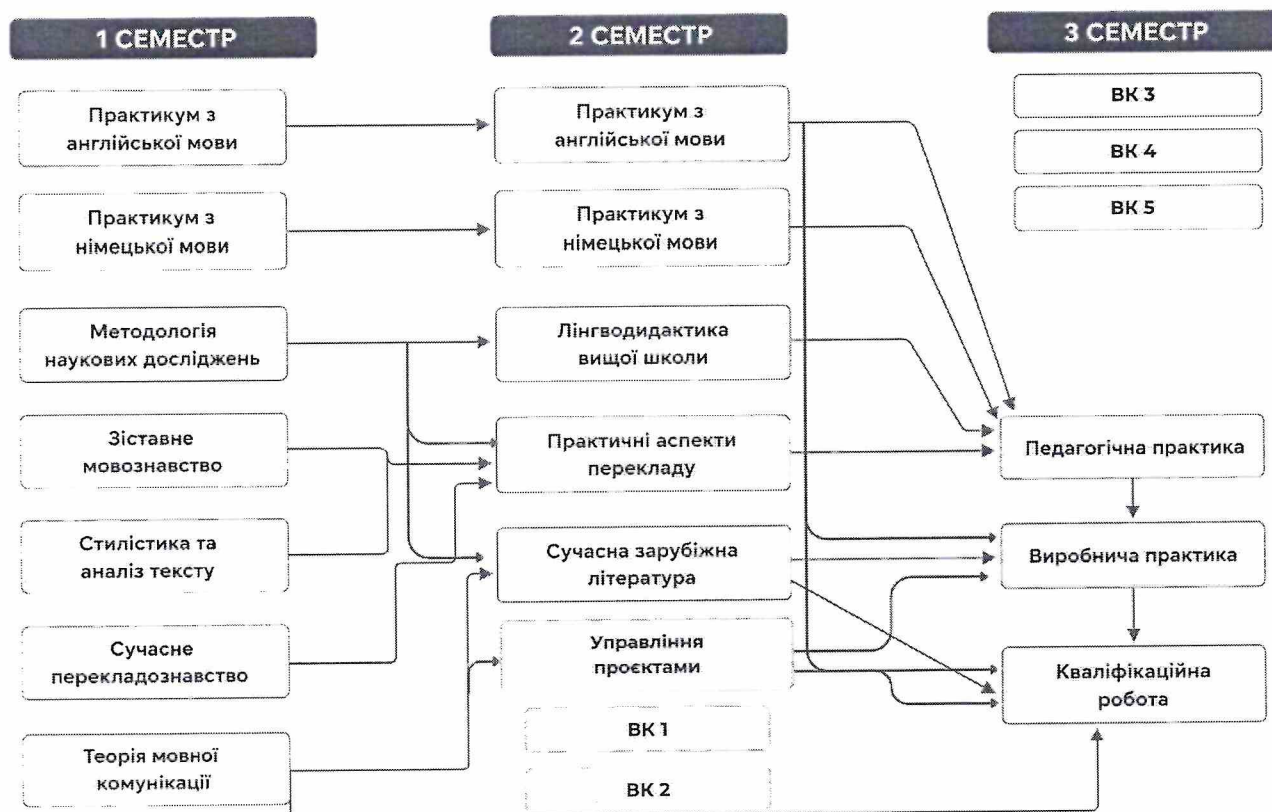 1 СЕМЕСТР
2 СЕМЕСТР
3 СЕМЕСТР
Практикум з
англійської мови
Практикум з
німецької мови
Методологія
наукових досліджень
Зіставне
мовознавство
Стилістика та
аналіз тексту
Сучасне
перекладознавство
Теорія мовної
комунікації
Практикум з
англійської мови
Практикум з
німецької мови
Лінгводидактика
вищої школи
Практичні аспекти
перекладу
Сучасна зарубіжна
література
Управління
проєктами
ВК 1
ВК 2
ВК 3
ВК 4
ВК 5
Педагогічна практика
Виробнича практика
Кваліфікаційна
робота